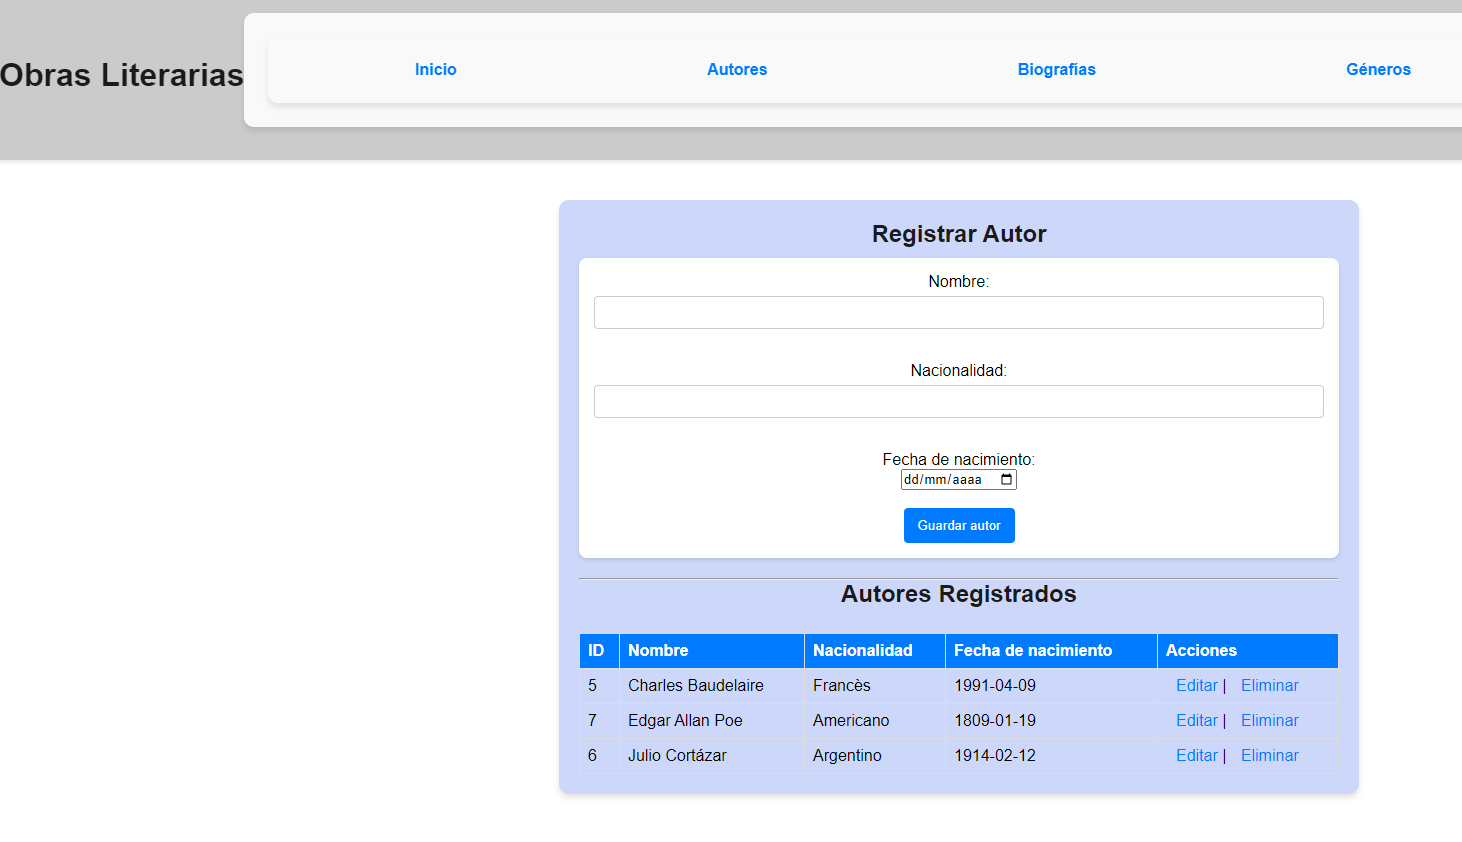 Obras Literarias
Inicio Autores Biografías Géneros
Registrar Autor
Nombre:
Nacionalidad:
Fecha de nacimiento:
dd/mm/aaaa
Guardar autor
Autores Registrados
ID Nombre Nacionalidad Fecha de nacimiento Acciones
5 Charles Baudelaire Francès 1991-04-09 Editar | Eliminar
7 Edgar Allan Poe Americano 1809-01-19 Editar | Eliminar
6 Julio Cortázar Argentino 1914-02-12 Editar | Eliminar